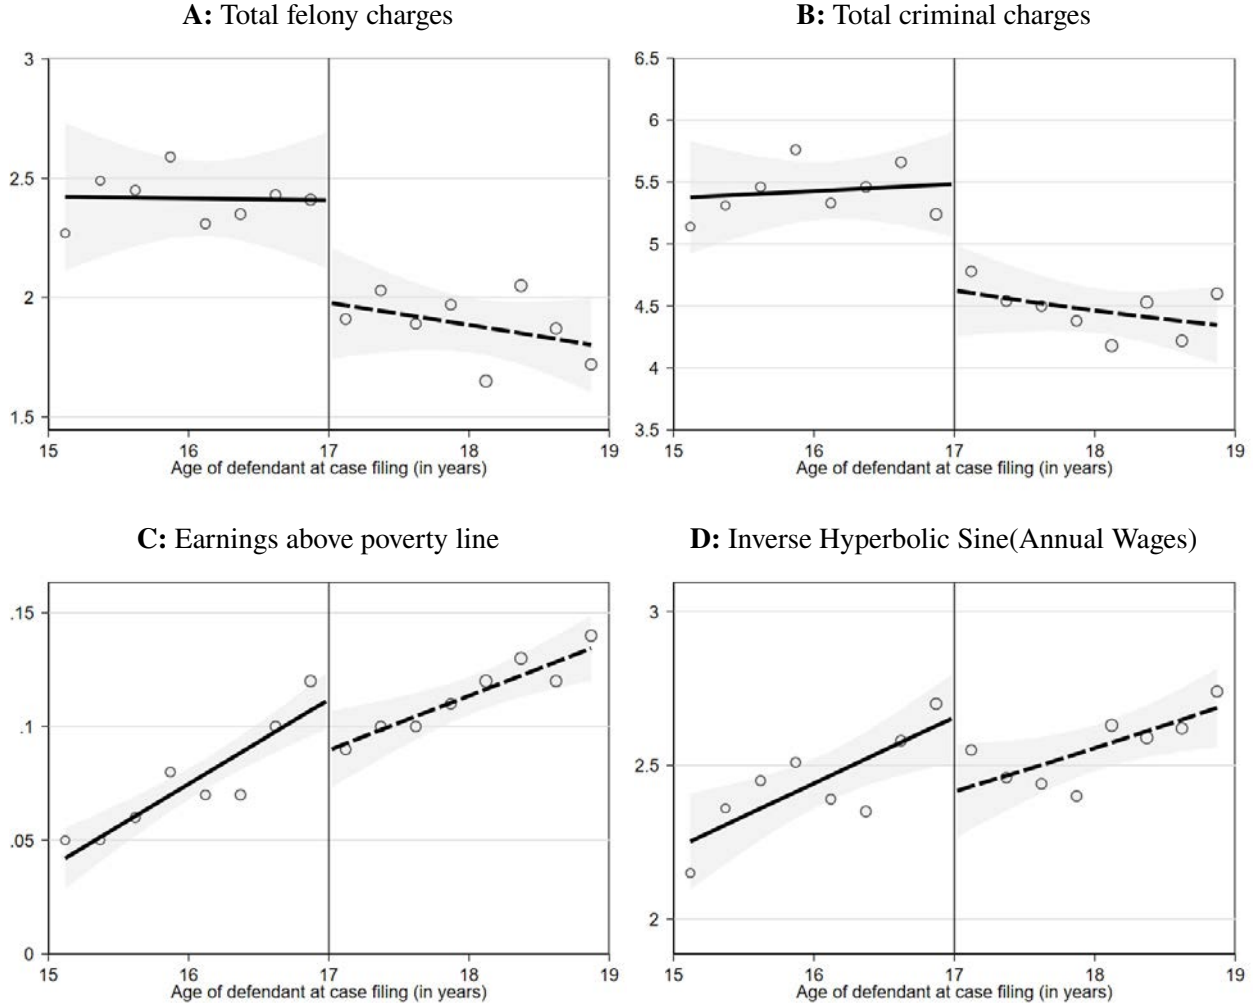 A: Total felony charges
3
2.5
2
1.5
15 16 17 18 19
Age of defendant at case filing (in years)
B: Total criminal charges
6.5
6
5.5
5
4.5
4
3.5
15 16 17 18 19
Age of defendant at case filing (in years)
C: Earnings above poverty line
.15
.1
.05
0
15 16 17 18 19
Age of defendant at case filing (in years)
D: Inverse Hyperbolic Sine(Annual Wages)
3
2.5
2
15 16 17 18 19
Age of defendant at case filing (in years)